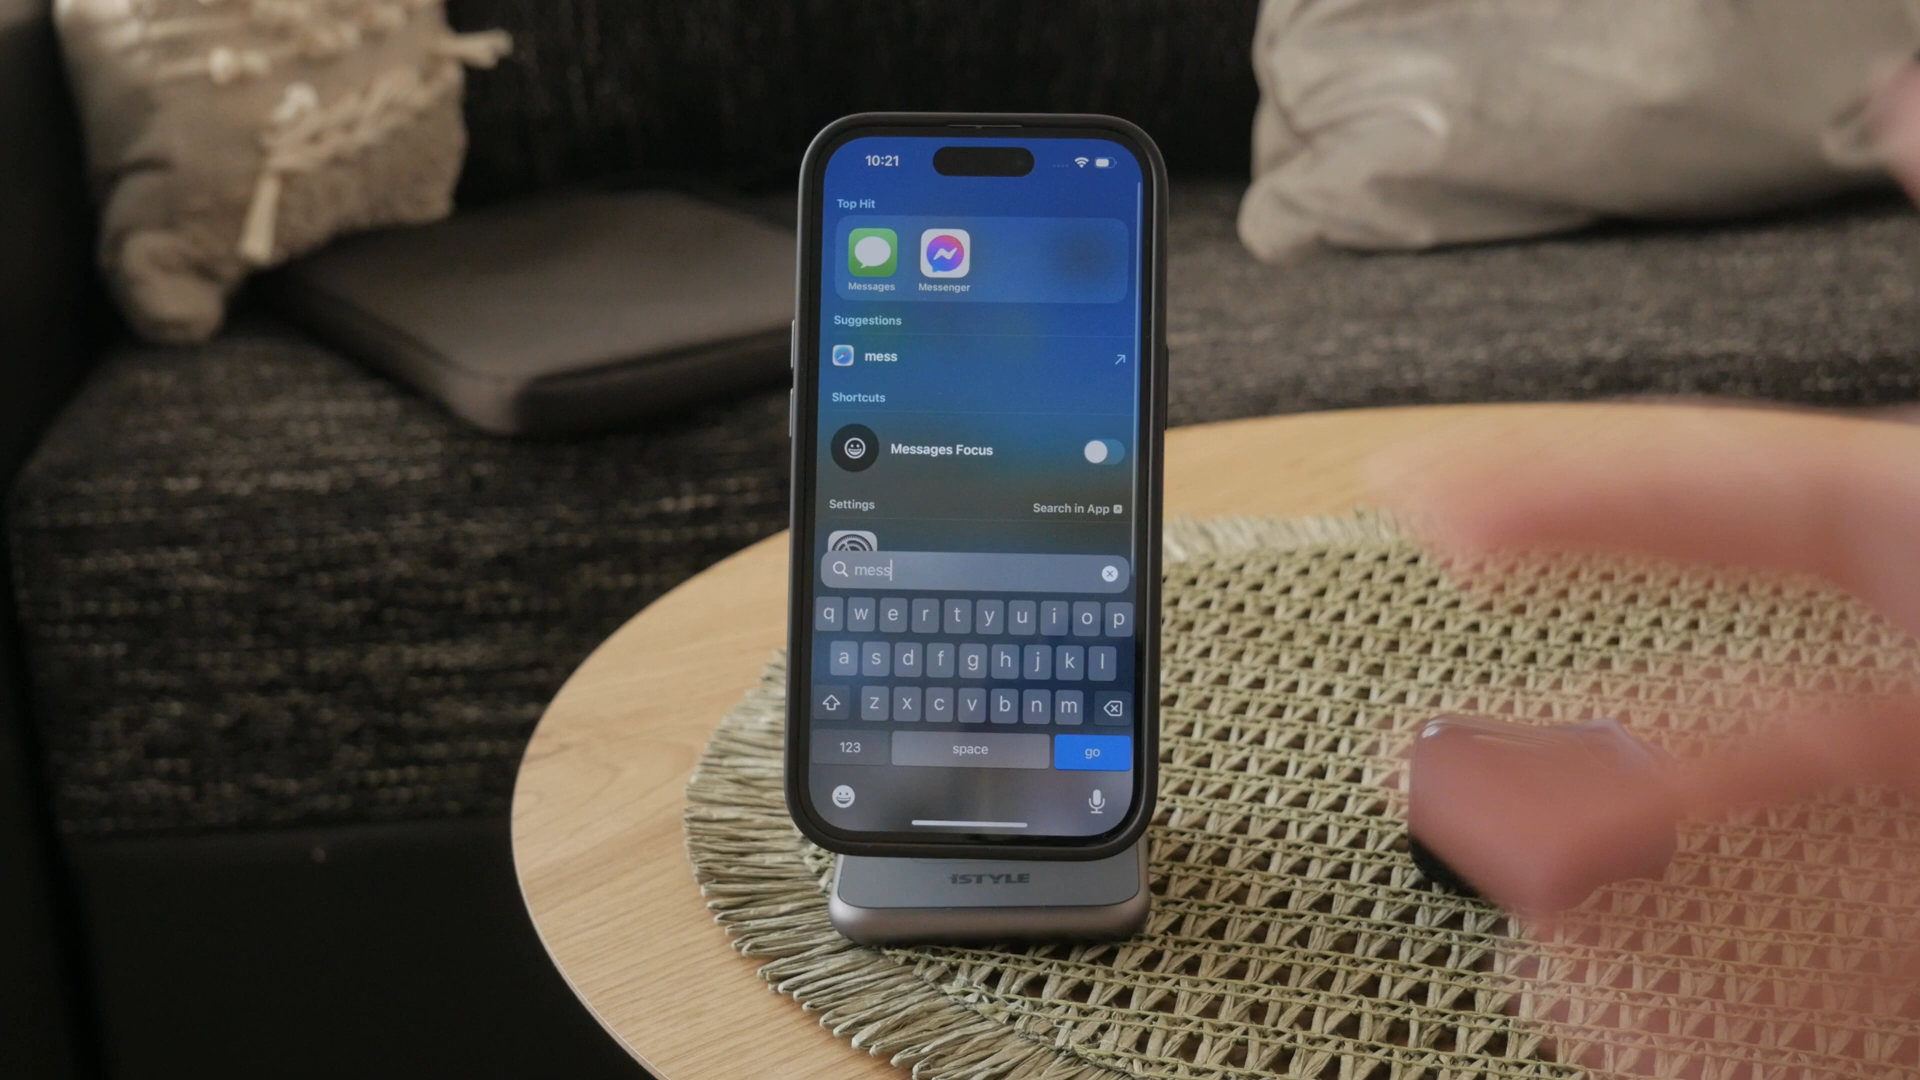 10:21
Top Hit
Messages
Messenger
Suggestions
mess
Shortcuts
Messages Focus
Settings
Search in App
mess
q w e r t y u i o p
a s d f g h j k l
z x c v b n m
123
space
go
iSTYLE